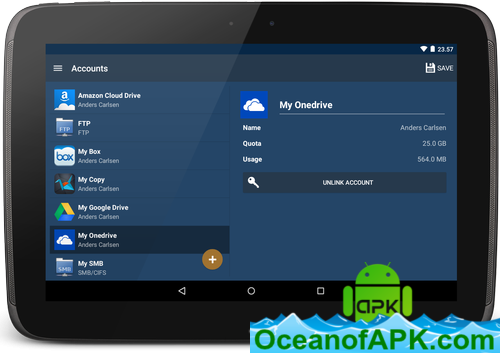 23.57
Accounts
SAVE
Amazon Cloud Drive
Anders Carlsen
FTP
FTP
FTP
My Box
Anders Carlsen
box
My Copy
Anders Carlsen
My Google Drive
Anders Carlsen
My Onedrive
Anders Carlsen
My SMB
SMB/CIFS
SMB
My Onedrive
Name
Anders Carlsen
Quota
25.0 GB
Usage
564.0 MB
UNLINK ACCOUNT
APK
OceanofAPK.com